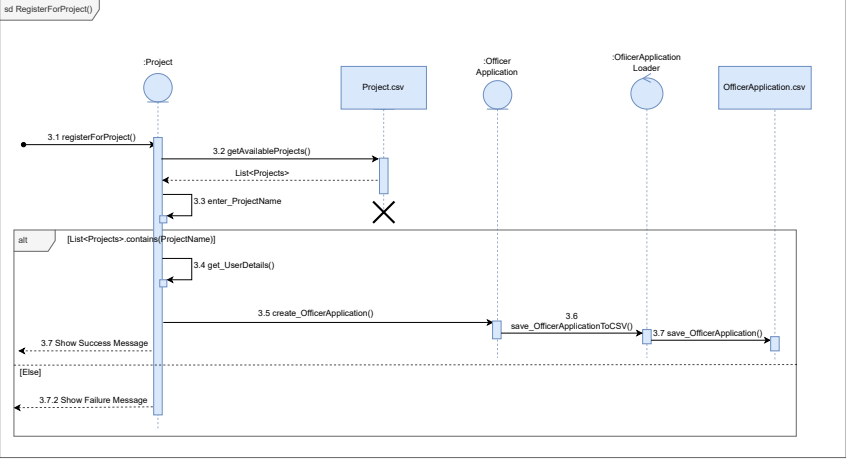 sd RegisterForProject()
:Project
Project.csv
:Officer
Application
:OfiicerApplication
Loader
OfficerApplication.csv
3.1 registerForProject()
3.2 getAvailableProjects()
List<Projects>
3.3 enter_ProjectName
alt
[List<Projects>.contains(ProjectName)]
3.4 get_UserDetails()
3.5 create_OfficerApplication()
3.6
save_OfficerApplicationToCSV()
3.7 save_OfficerApplication()
3.7 Show Success Message
[Else]
3.7.2 Show Failure Message